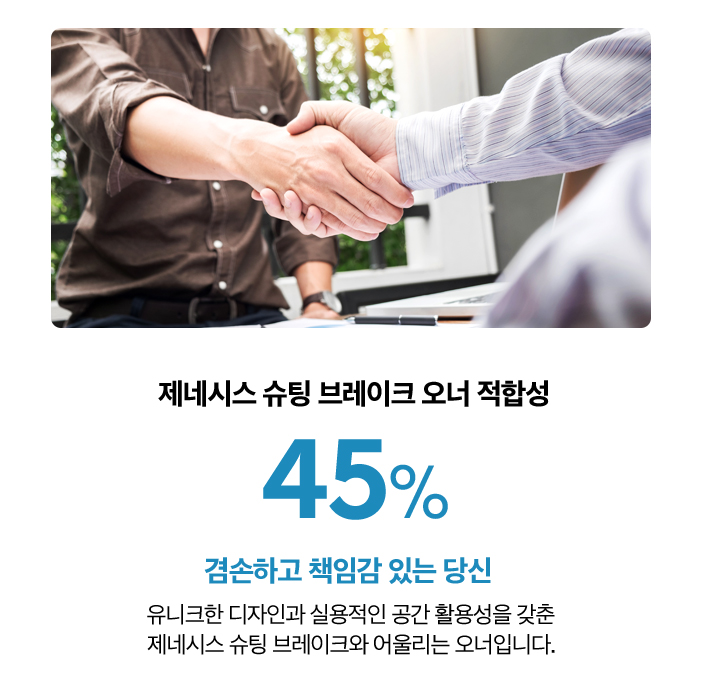 제네시스 슈팅 브레이크 오너 적합성
45%
겸손하고 책임감 있는 당신
유니크한 디자인과 실용적인 공간 활용성을 갖춘
제네시스 슈팅 브레이크와 어울리는 오너입니다.